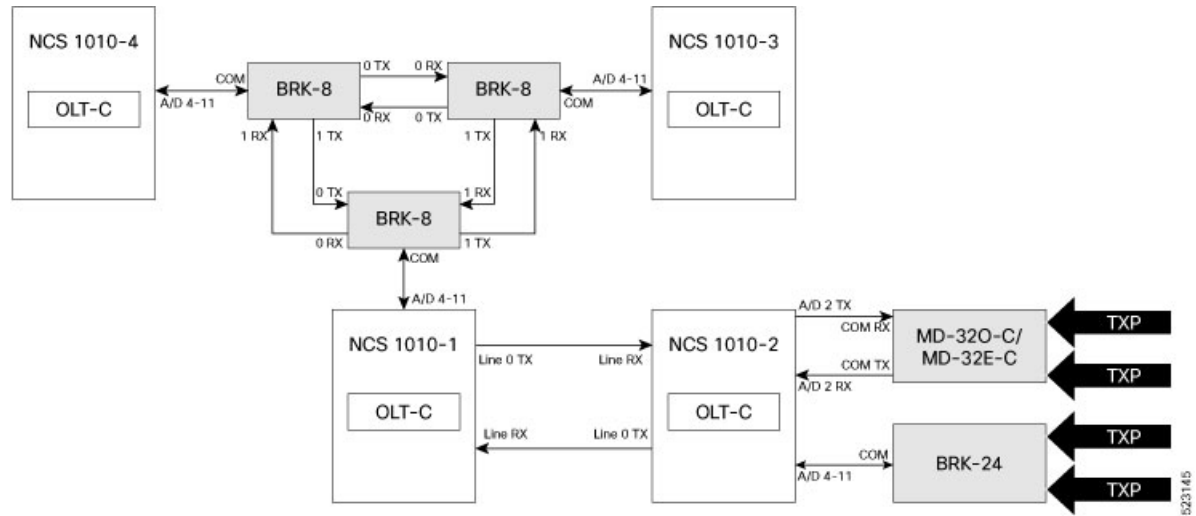 NCS 1010-4
OLT-C
A/D 4-11
COM
BRK-8
0 TX
0 RX
0 RX
0 TX
BRK-8
A/D 4-11
COM
NCS 1010-3
OLT-C
1 RX
1 TX
1 TX
1 RX
0 TX
1 RX
BRK-8
0 RX
1 TX
COM
A/D 4-11
NCS 1010-1
OLT-C
Line 0 TX
Line RX
Line RX
Line 0 TX
NCS 1010-2
OLT-C
A/D 2 TX
COM RX
COM TX
A/D 2 RX
MD-32O-C/
MD-32E-C
TXP
TXP
COM
A/D 4-11
BRK-24
TXP
TXP
523145